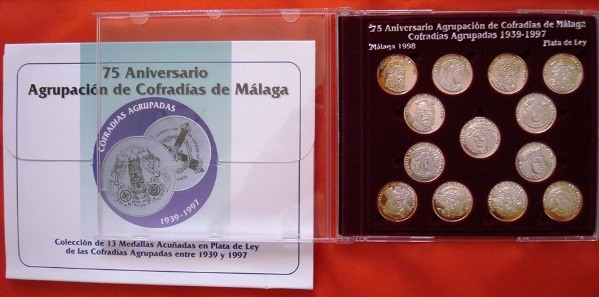 75 Aniversario
Agrupación de Cofradías de Málaga
COFRADÍAS AGRUPADAS
1939-1997
Colección de 13 Medallas Acuñadas en Plata de Ley
de las Cofradías Agrupadas entre 1939 y 1997
75 Aniversario Agrupación de Cofradias de Málaga
Cofradías Agrupadas 1939-1997
Málaga 1998
Plata de Ley